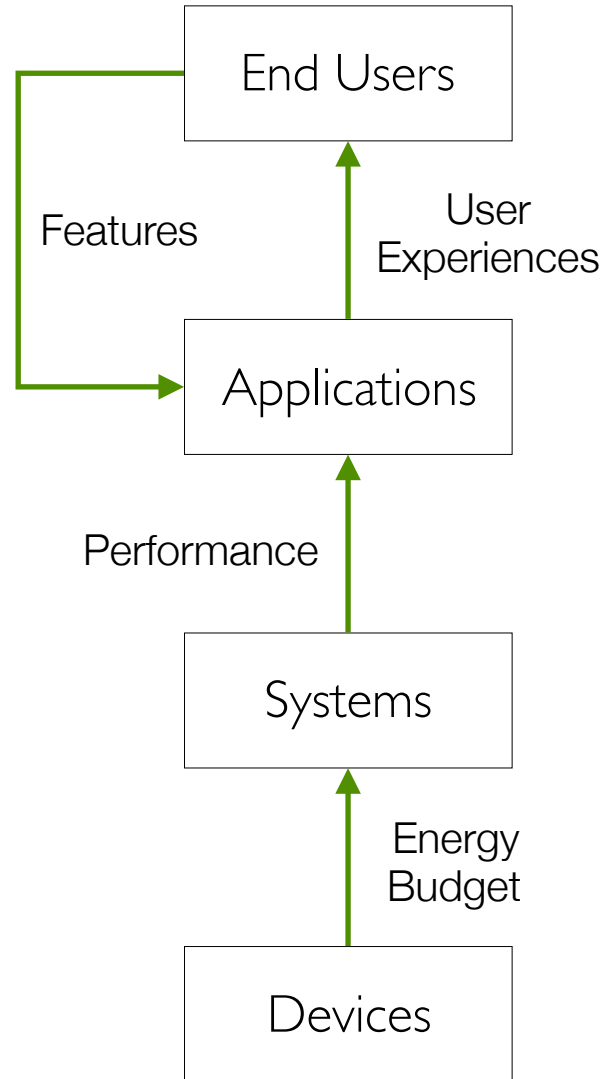 End Users
Features
User
Experiences
Applications
Performance
Systems
Energy
Budget
Devices